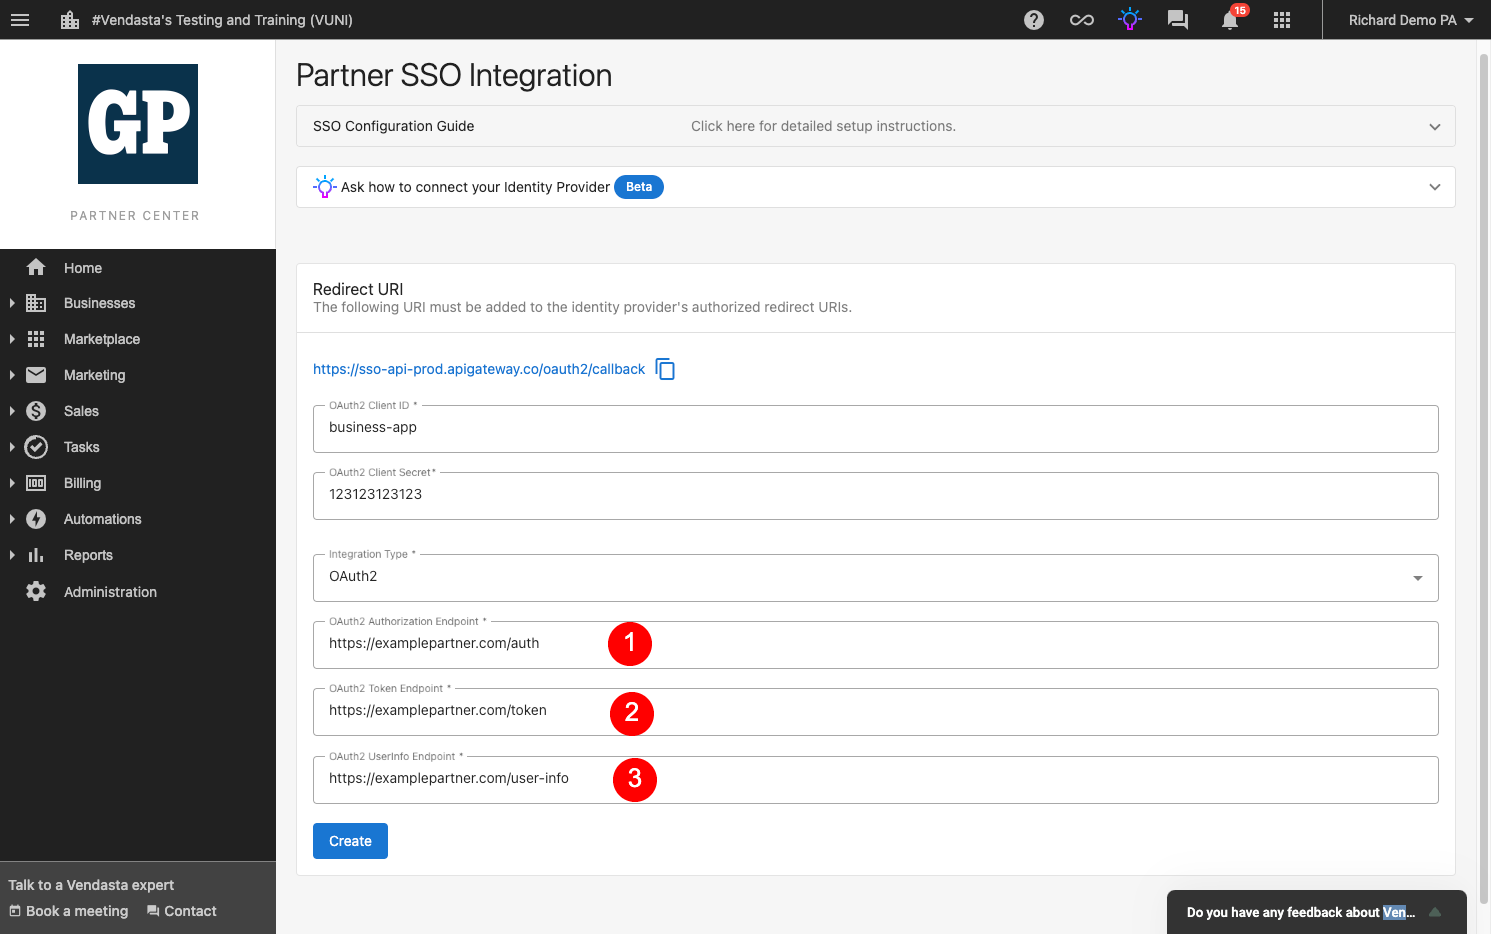 #Vendasta's Testing and Training (VUNI)
15
Richard Demo PA
GP
PARTNER CENTER
Home
Businesses
Marketplace
Marketing
Sales
Tasks
Billing
Automations
Reports
Administration
Talk to a Vendasta expert
Book a meeting
Contact
Partner SSO Integration
SSO Configuration Guide
Click here for detailed setup instructions.
Ask how to connect your Identity Provider Beta
Redirect URI
The following URI must be added to the identity provider's authorized redirect URIs.
https://sso-api-prod.apigateway.co/oauth2/callback
OAuth2 Client ID *
business-app
OAuth2 Client Secret*
123123123123
Integration Type *
OAuth2
OAuth2 Authorization Endpoint *
https://examplepartner.com/auth
1
OAuth2 Token Endpoint *
https://examplepartner.com/token
2
OAuth2 UserInfo Endpoint *
https://examplepartner.com/user-info
3
Create
Do you have any feedback about Ven...